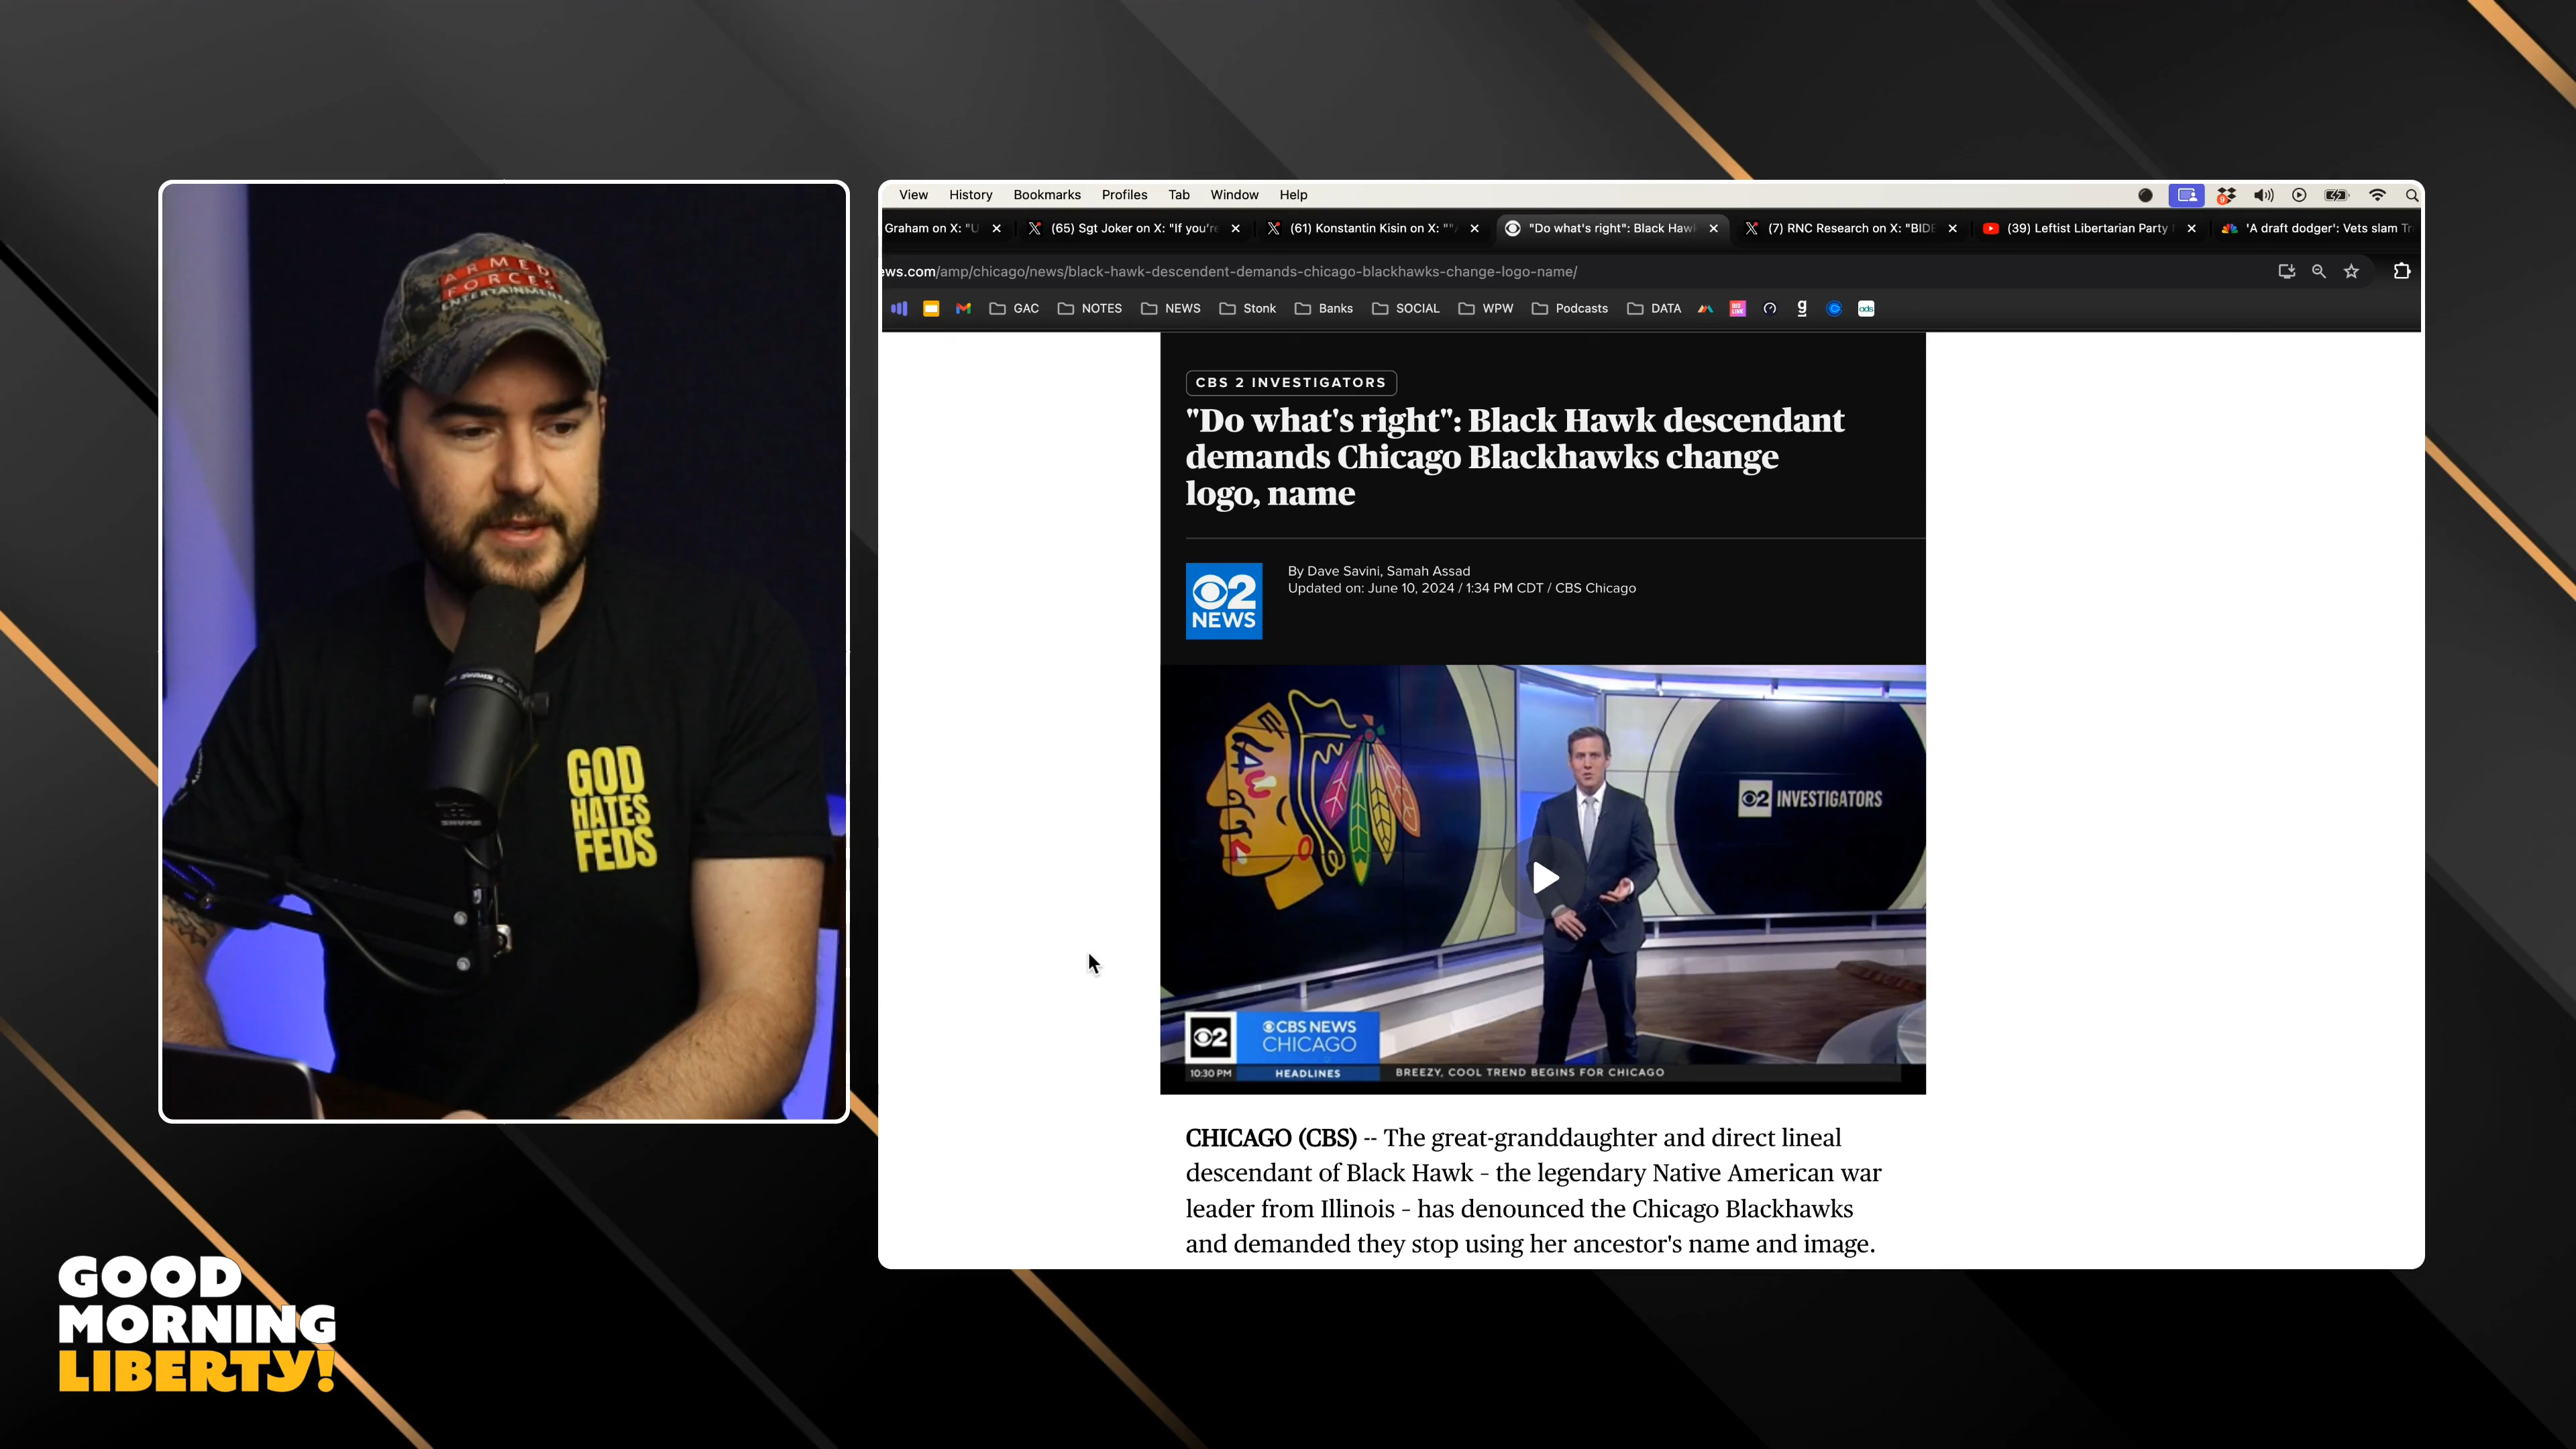 View History Bookmarks Profiles Tab Window Help
9
Graham on X: "U
(65) Sgt Joker on X: "If you're
(61) Konstantin Kisin on X: ""
"Do what's right": Black Hawk
(7) RNC Research on X: "BIDE
(39) Leftist Libertarian Party
'A draft dodger': Vets slam Tr
ews.com/amp/chicago/news/black-hawk-descendent-demands-chicago-blackhawks-change-logo-name/
GAC NOTES NEWS Stonk Banks SOCIAL WPW Podcasts DATA g ods
ARMED
FORCES
ENTERTAINMENT
GOD
HATES
FEDS
CBS 2 INVESTIGATORS
"Do what's right": Black Hawk descendant
demands Chicago Blackhawks change
logo, name
2
NEWS
By Dave Savini, Samah Assad
Updated on: June 10, 2024 / 1:34 PM CDT / CBS Chicago
2 INVESTIGATORS
2
CBS NEWS
CHICAGO
10:30 PM HEADLINES BREEZY, COOL TREND BEGINS FOR CHICAGO
CHICAGO (CBS) -- The great-granddaughter and direct lineal
descendant of Black Hawk – the legendary Native American war
leader from Illinois – has denounced the Chicago Blackhawks
and demanded they stop using her ancestor's name and image.
GOOD
MORNING
LIBERTY!